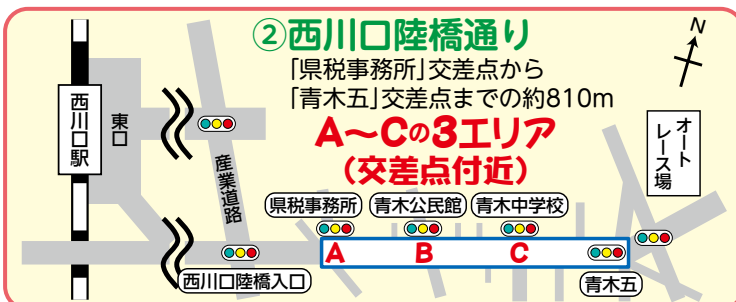 ②西川口陸橋通り
「県税事務所」交差点から
「青木五」交差点までの約810m
A～Cの3エリア
（交差点付近）
N
西川口駅
東口
産業道路
オートレース場
県税事務所
青木公民館
青木中学校
A
B
C
西川口陸橋入口
青木五